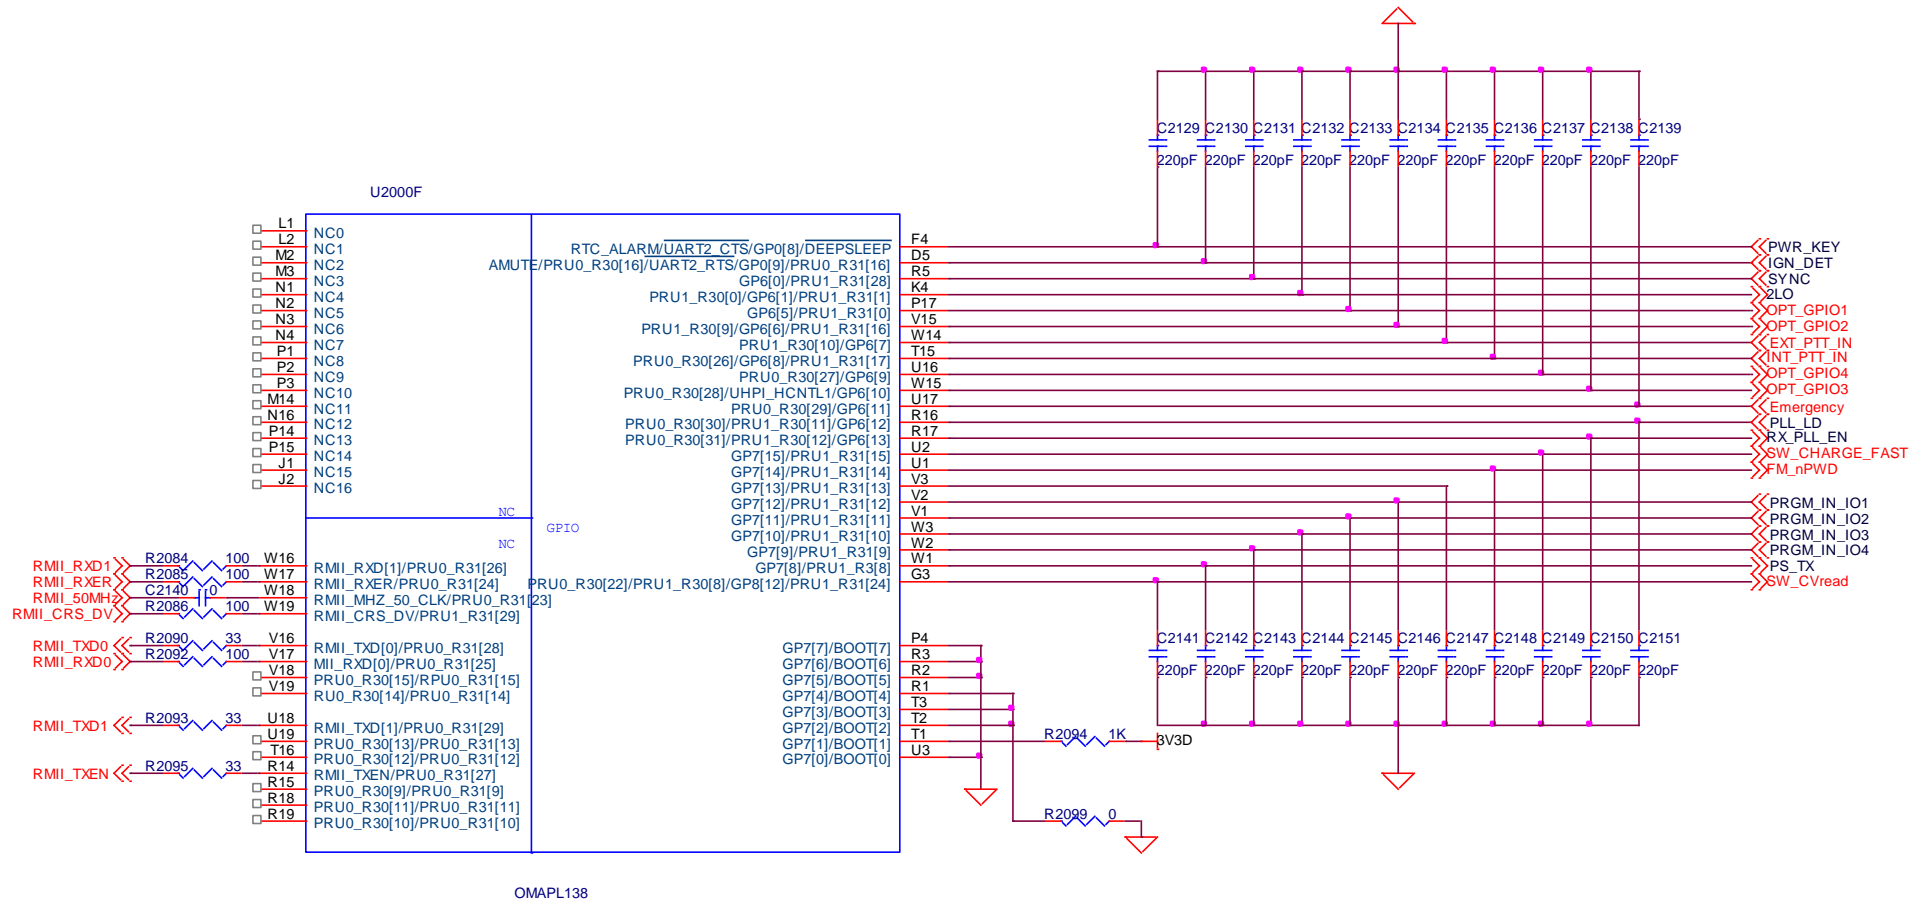 C2129 C2130 C2131 C2132 C2133 C2134 C2135 C2136 C2137 C2138 C2139
220pF 220pF 220pF 220pF 220pF 220pF 220pF 220pF 220pF 220pF 220pF
U2000F
L1 NC0
L2 NC1
M2 NC2
M3 NC3
N1 NC4
N2 NC5
N3 NC6
N4 NC7
P1 NC8
P2 NC9
P3 NC10
M14 NC11
N16 NC12
P14 NC13
P15 NC14
J1 NC15
J2 NC16
NC
GPIO
NC
RTC_ALARM/UART2_CTS/GP0[8]/DEEPSLEEP F4 PWR_KEY
AMUTE/PRU0_R30[16]/UART2_RTS/GP0[9]/PRU0_R31[16] D5 IGN_DET
GP6[0]/PRU1_R31[28] R5 SYNC
PRU1_R30[0]/GP6[1]/PRU1_R31[1] K4 2LO
GP6[5]/PRU1_R31[0] P17 OPT_GPIO1
PRU1_R30[9]/GP6[6]/PRU1_R31[16] V15 OPT_GPIO2
PRU1_R30[10]/GP6[7] W14 EXT_PTT_IN
PRU0_R30[26]/GP6[8]/PRU1_R31[17] T15 INT_PTT_IN
PRU0_R30[27]/GP6[9] U16 OPT_GPIO4
PRU0_R30[28]/UHPI_HCNTL1/GP6[10] W15 OPT_GPIO3
PRU0_R30[29]/GP6[11] U17 Emergency
PRU0_R30[30]/PRU1_R30[11]/GP6[12] R16 PLL_LD
PRU0_R30[31]/PRU1_R30[12]/GP6[13] R17 RX_PLL_EN
GP7[15]/PRU1_R31[15] U2 SW_CHARGE_FAST
GP7[14]/PRU1_R31[14] U1 FM_nPWD
GP7[13]/PRU1_R31[13] V3
GP7[12]/PRU1_R31[12] V2 PRGM_IN_IO1
GP7[11]/PRU1_R31[11] V1 PRGM_IN_IO2
GP7[10]/PRU1_R31[10] W3 PRGM_IN_IO3
GP7[9]/PRU1_R31[9] W2 PRGM_IN_IO4
GP7[8]/PRU1_R3[8] W1 PS_TX
PRU0_R30[22]/PRU1_R30[8]/GP8[12]/PRU1_R31[24] G3 SW_CVread
RMII_RXD1 R2084 100 W16 RMII_RXD[1]/PRU0_R31[26]
RMII_RXER R2085 100 W17 RMII_RXER/PRU0_R31[24]
RMII_50MHz C2140 0 W18 RMII_MHZ_50_CLK/PRU0_R31[23]
RMII_CRS_DV R2086 100 W19 RMII_CRS_DV/PRU1_R31[29]
RMII_TXD0 R2090 33 V16 RMII_TXD[0]/PRU0_R31[28]
RMII_RXD0 R2092 100 V17 MII_RXD[0]/PRU0_R31[25]
V18 PRU0_R30[15]/RPU0_R31[15]
V19 RU0_R30[14]/PRU0_R31[14]
RMII_TXD1 R2093 33 U18 RMII_TXD[1]/PRU0_R31[29]
U19 PRU0_R30[13]/PRU0_R31[13]
T16 PRU0_R30[12]/PRU0_R31[12]
RMII_TXEN R2095 33 R14 RMII_TXEN/PRU0_R31[27]
R15 PRU0_R30[9]/PRU0_R31[9]
R18 PRU0_R30[11]/PRU0_R31[11]
R19 PRU0_R30[10]/PRU0_R31[10]
GP7[7]/BOOT[7] P4
GP7[6]/BOOT[6] R3
GP7[5]/BOOT[5] R2
GP7[4]/BOOT[4] R1
GP7[3]/BOOT[3] T3
GP7[2]/BOOT[2] T2
GP7[1]/BOOT[1] T1 R2094 1K 3V3D
GP7[0]/BOOT[0] U3
R2099 0
C2141 C2142 C2143 C2144 C2145 C2146 C2147 C2148 C2149 C2150 C2151
220pF 220pF 220pF 220pF 220pF 220pF 220pF 220pF 220pF 220pF 220pF
OMAPL138